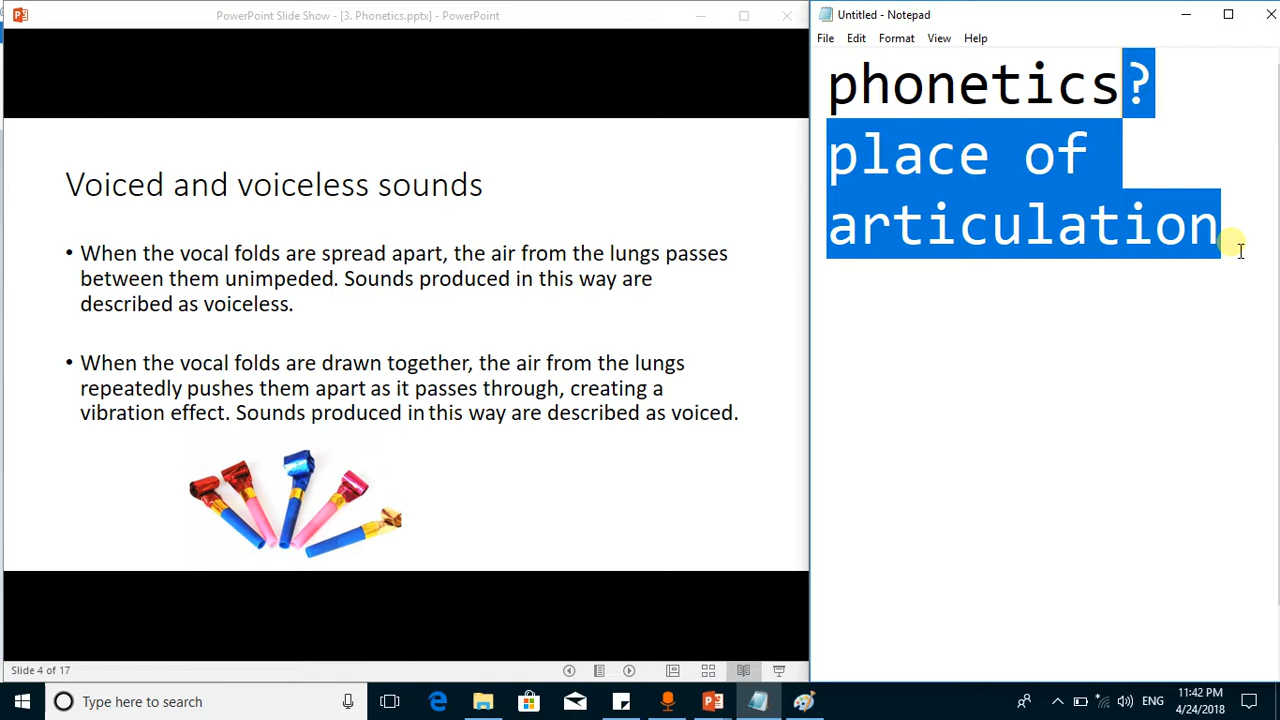 PowerPoint Slide Show - [3. Phonetics.pptx] - PowerPoint
Voiced and voiceless sounds
• When the vocal folds are spread apart, the air from the lungs passes
between them unimpeded. Sounds produced in this way are
described as voiceless.
• When the vocal folds are drawn together, the air from the lungs
repeatedly pushes them apart as it passes through, creating a
vibration effect. Sounds produced in this way are described as voiced.
Slide 4 of 17
Untitled - Notepad
File Edit Format View Help
phonetics?
place of
articulation
Type here to search
ENG
11:42 PM
4/24/2018